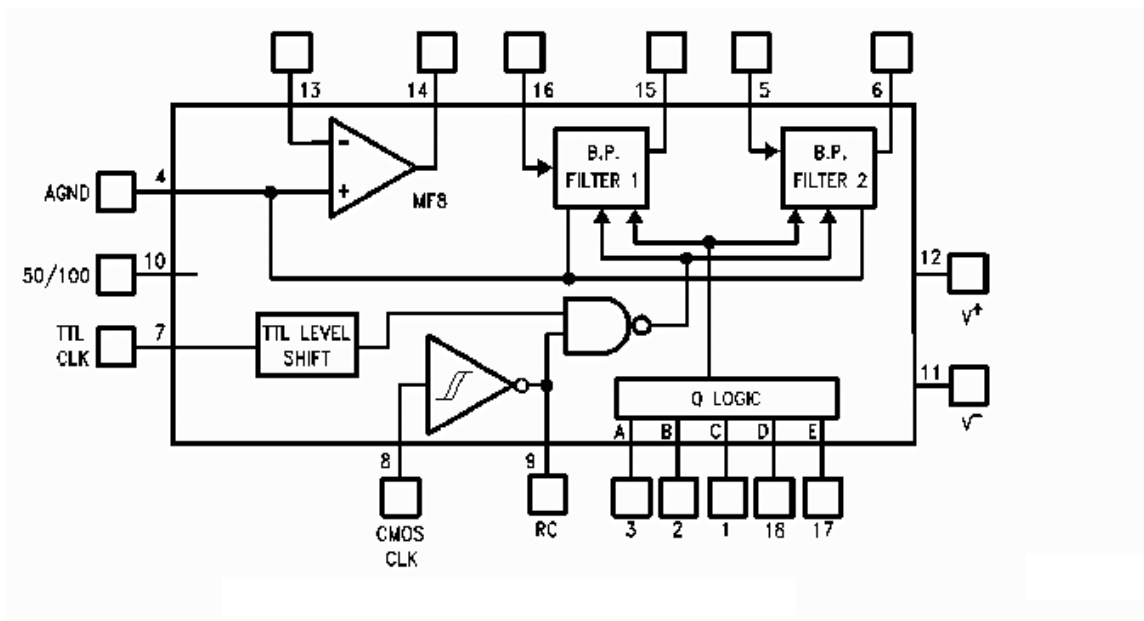 13
14
16
15
5
6
B.P.
FILTER 1
B.P.
FILTER 2
MF8
AGND
4
50/100
10
12
V+
TTL
CLK
7
TTL LEVEL
SHIFT
11
V-
Q LOGIC
A B C D E
8
9
CMOS
CLK
RC
3 2 1 18 17
- 
+